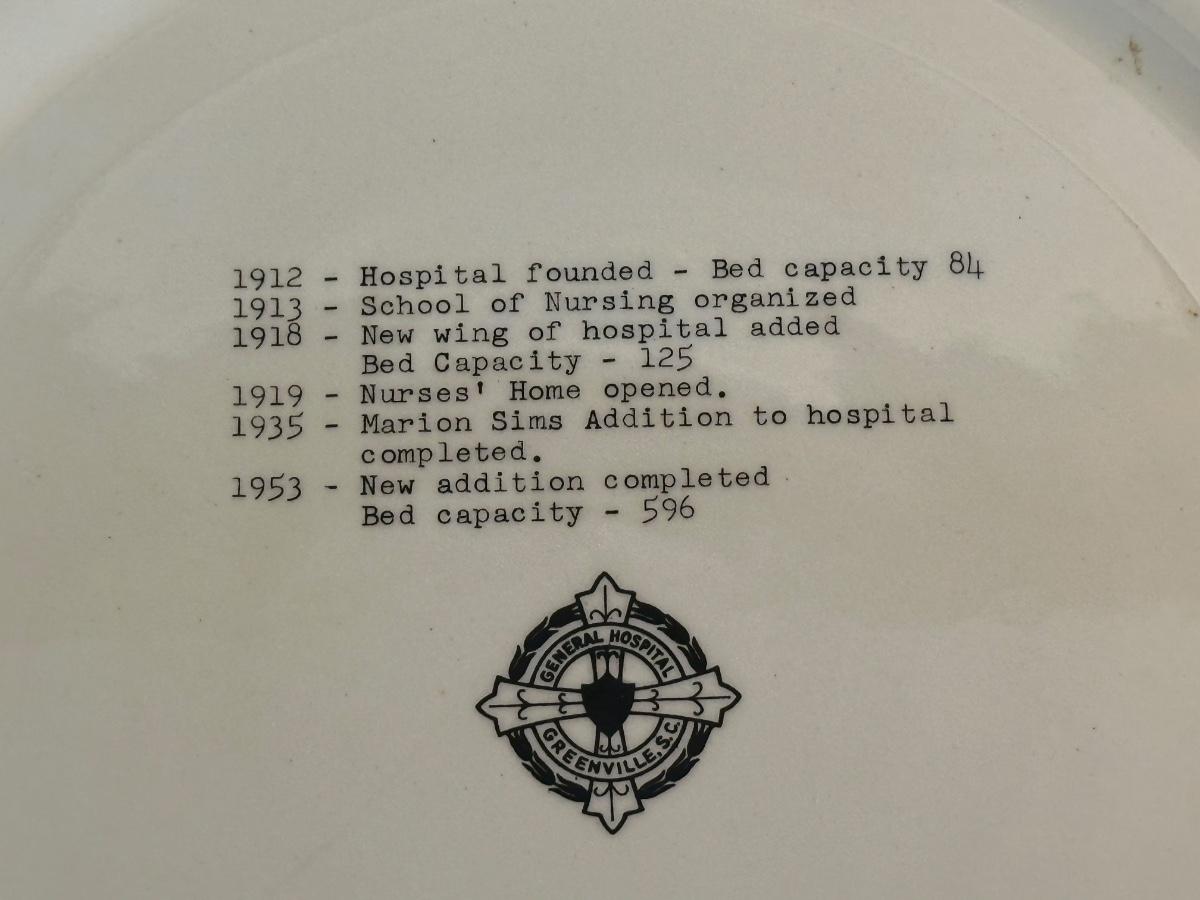 1912 - Hospital founded - Bed capacity 84
1913 - School of Nursing organized
1918 - New wing of hospital added
Bed Capacity - 125
1919 - Nurses' Home opened.
1935 - Marion Sims Addition to hospital
completed.
1953 - New addition completed
Bed capacity - 596
GENERAL HOSPITAL
GREENVILLE, S.C.